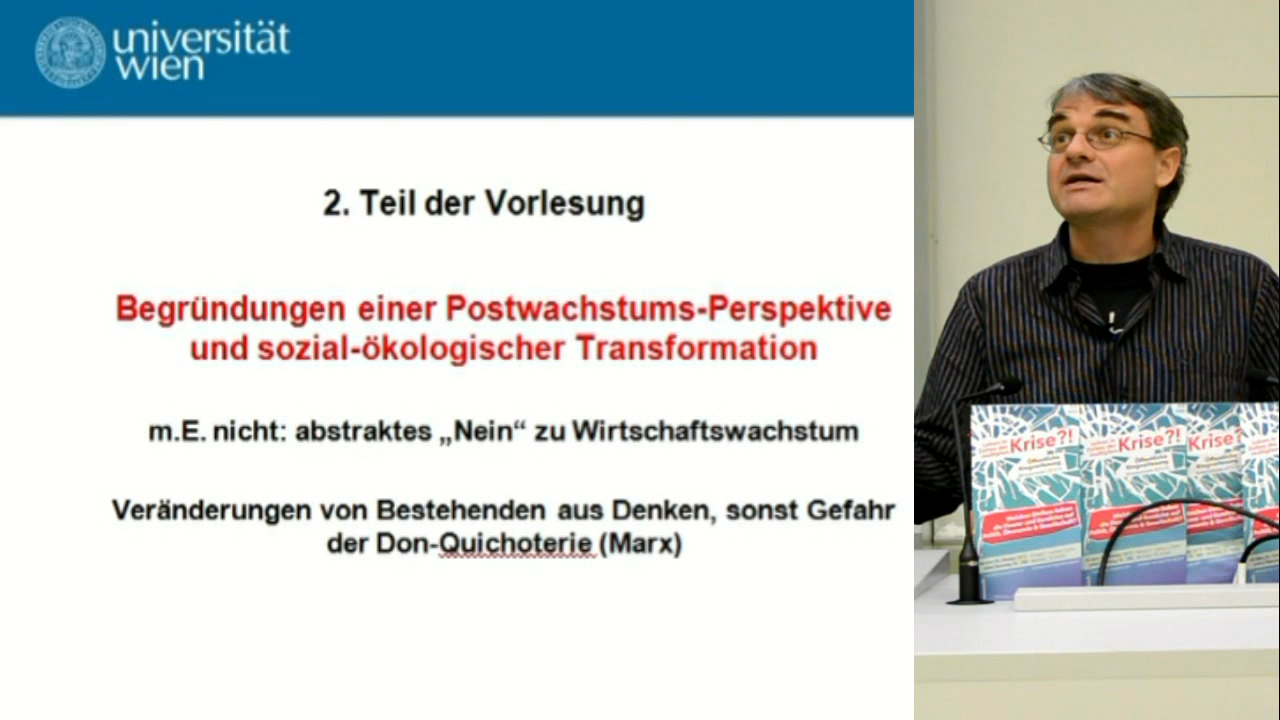 universität
wien
2. Teil der Vorlesung
Begründungen einer Postwachstums-Perspektive
und sozial-ökologischer Transformation
m.E. nicht: abstraktes „Nein“ zu Wirtschaftswachstum
Veränderungen von Bestehenden aus Denken, sonst Gefahr
der Don-Quichoterie (Marx)
Krise?!
Krise?!
Krise?